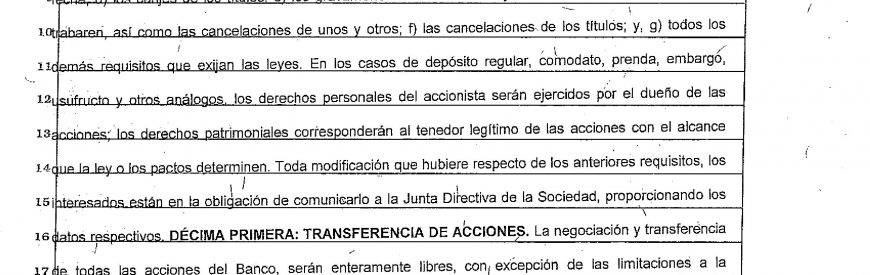 los títulos,
10 trabaren, así como las cancelaciones de unos y otros; f) las cancelaciones de los títulos; y, g) todos los
11 demás requisitos que exijan las leyes. En los casos de depósito regular, comodato, prenda, embargó,
12 usufructo y otros análogos, los derechos personales del accionista serán ejercidos por el dueño de las
13 acciones; los derechos patrimoniales corresponderán al tenedor legítimo de las acciones con el alcance
14 que la ley o los pactos determinen. Toda modificación que hubiere respecto de los anteriores requisitos, los
15 interesados están en la obligación de comunicarlo a la Junta Directiva de la Sociedad, proporcionando los
16 datos respectivos. DÉCIMA PRIMERA: TRANSFERENCIA DE ACCIONES. La negociación y transferencia
17 de todas las acciones del Banco, serán enteramente libres, con excepción de las limitaciones a la